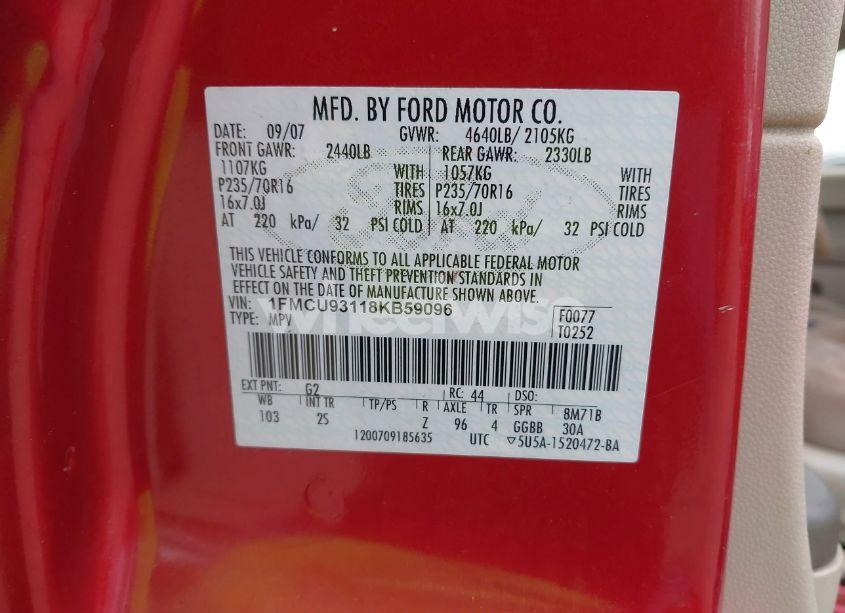 MFD. BY FORD MOTOR CO.
DATE: 09/07 GVWR: 4640LB/ 2105KG
FRONT GAWR: 2440LB REAR GAWR: 2330LB
1107KG WITH 1057KG WITH
P235/70R16 TIRES P235/70R16 TIRES
16x7.0J RIMS 16x7.0J RIMS
AT 220 kPa/ 32 PSI COLD AT 220 kPa/ 32 PSI COLD
THIS VEHICLE CONFORMS TO ALL APPLICABLE FEDERAL MOTOR
VEHICLE SAFETY AND THEFT PREVENTION STANDARDS IN
EFFECT ON THE DATE OF MANUFACTURE SHOWN ABOVE.
VIN: 1FMCU93118KB59096 F0077
TYPE: MPV T0252
wheelwise
EXT PNT: G2 RC: 44 DSO:
WB INT TR TP/PS R AXLE TR SPR 8M71B
103 2S Z 96 4 GGBB 30A
1200709185635 UTC ▽5U5A-1520472-BA